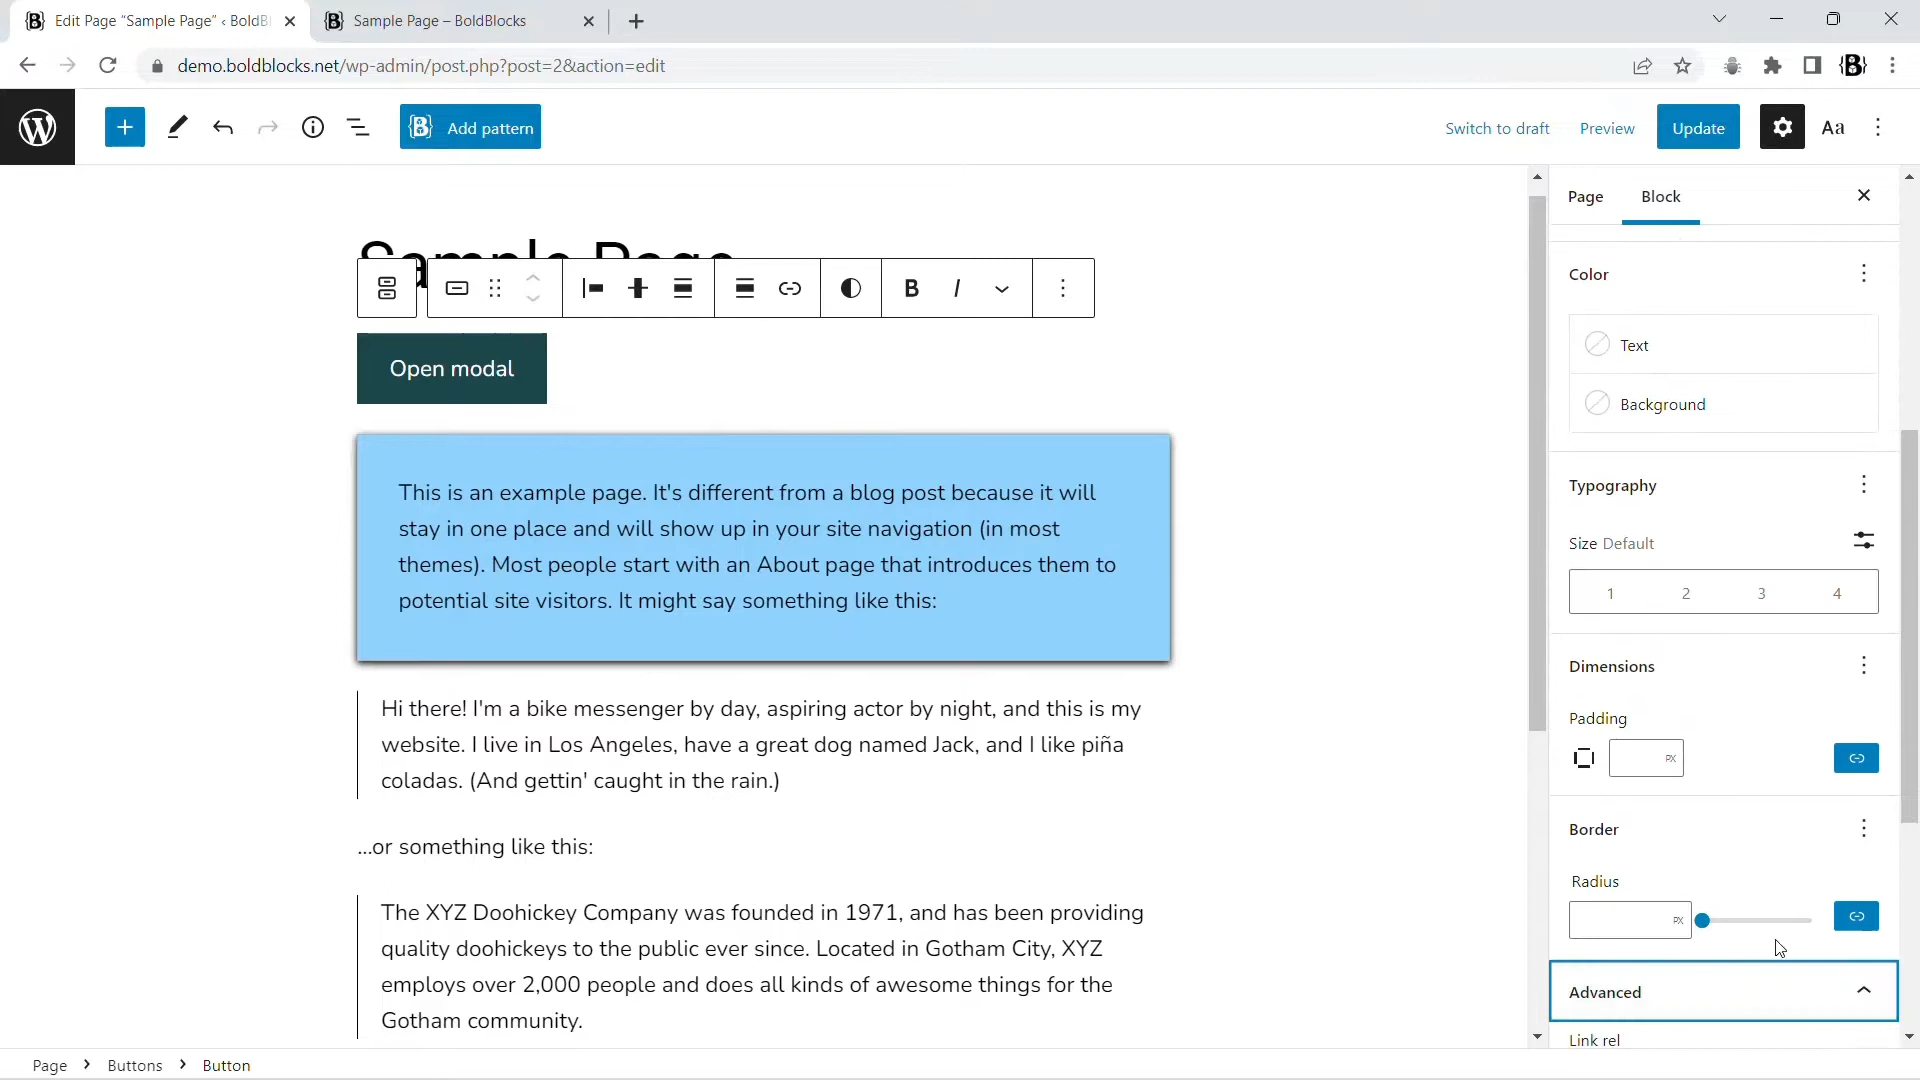 Edit Page “Sample Page” ‹ BoldBl
Sample Page – BoldBlocks
demo.boldblocks.net/wp-admin/post.php?post=2&action=edit
Add pattern
Switch to draft
Preview
Update
Aa
Page
Block
Sample Page
B
I
Open modal
This is an example page. It's different from a blog post because it will
stay in one place and will show up in your site navigation (in most
themes). Most people start with an About page that introduces them to
potential site visitors. It might say something like this:
Hi there! I'm a bike messenger by day, aspiring actor by night, and this is my
website. I live in Los Angeles, have a great dog named Jack, and I like piña
coladas. (And gettin' caught in the rain.)
...or something like this:
The XYZ Doohickey Company was founded in 1971, and has been providing
quality doohickeys to the public ever since. Located in Gotham City, XYZ
employs over 2,000 people and does all kinds of awesome things for the
Gotham community.
Color
Text
Background
Typography
Size Default
1 2 3 4
Dimensions
Padding
PX
Border
Radius
PX
Advanced
Link rel
Page > Buttons > Button